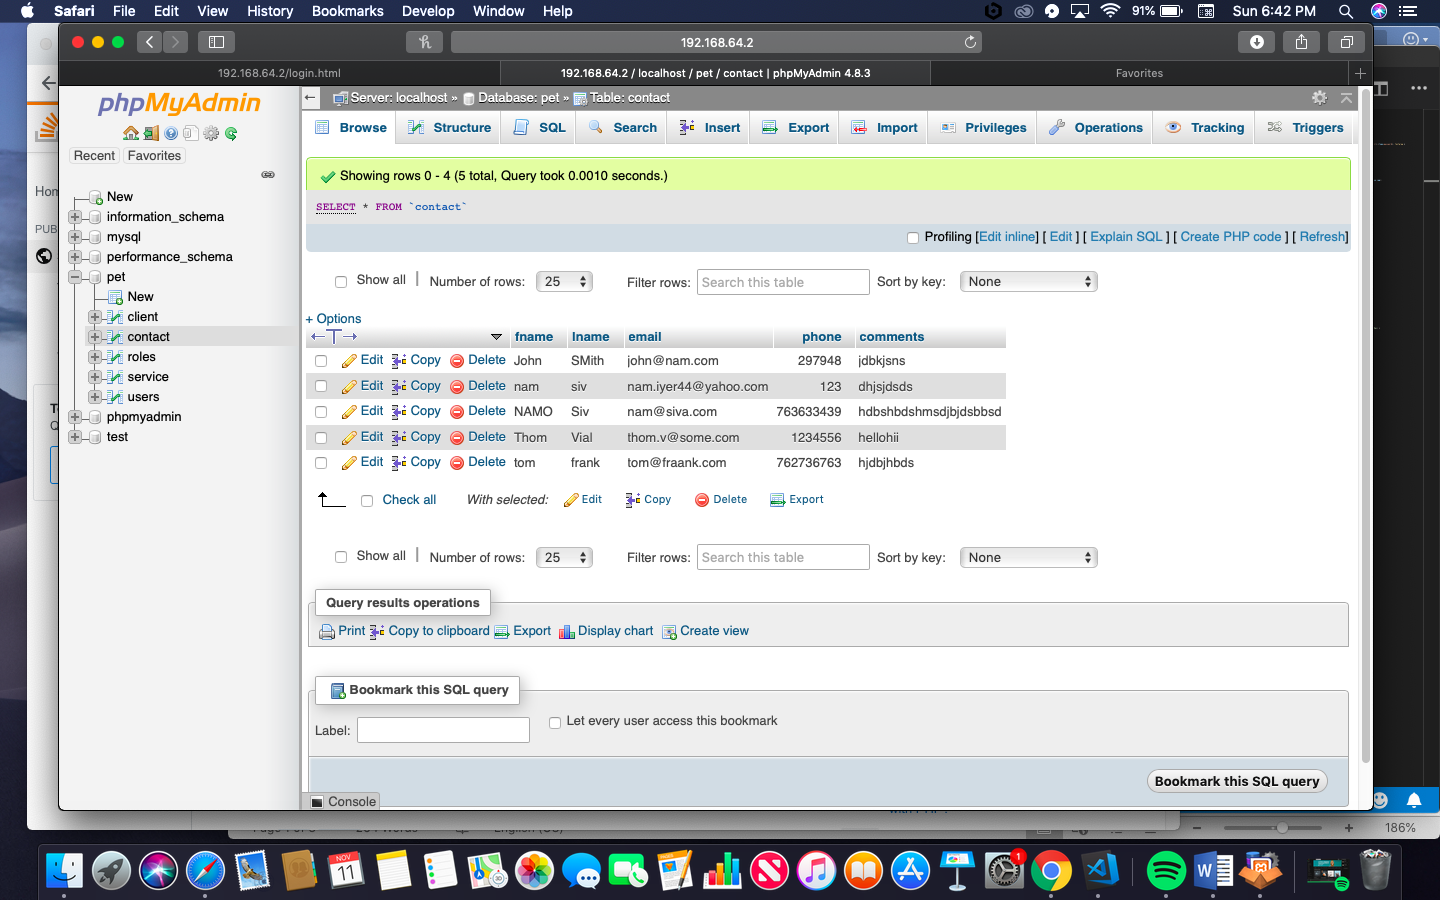 Safari File Edit View History Bookmarks Develop Window Help 91% Sun 6:42 PM
192.168.64.2
192.168.64.2/login.html 192.168.64.2 / localhost / pet / contact | phpMyAdmin 4.8.3 Favorites
phpMyAdmin
Recent Favorites
New
information_schema
mysql
performance_schema
pet
New
client
contact
roles
service
users
phpmyadmin
test
Server: localhost » Database: pet » Table: contact
Browse Structure SQL Search Insert Export Import Privileges Operations Tracking Triggers
Showing rows 0 - 4 (5 total, Query took 0.0010 seconds.)
SELECT * FROM `contact`
Profiling [Edit inline] [ Edit ] [ Explain SQL ] [ Create PHP code ] [ Refresh]
Show all | Number of rows: 25 Filter rows: Search this table Sort by key: None
+ Options
←T→ fname lname email phone comments
Edit Copy Delete John SMith john@nam.com 297948 jdbkjsns
Edit Copy Delete nam siv nam.iyer44@yahoo.com 123 dhjsjdsds
Edit Copy Delete NAMO Siv nam@siva.com 763633439 hdbshbdshmsdjbjdsbbsd
Edit Copy Delete Thom Vial thom.v@some.com 1234556 hellohii
Edit Copy Delete tom frank tom@fraank.com 762736763 hjdbjhbds
Check all With selected: Edit Copy Delete Export
Show all | Number of rows: 25 Filter rows: Search this table Sort by key: None
Query results operations
Print Copy to clipboard Export Display chart Create view
Bookmark this SQL query
Label: Let every user access this bookmark
Bookmark this SQL query
Console
186%
NOV
11
1